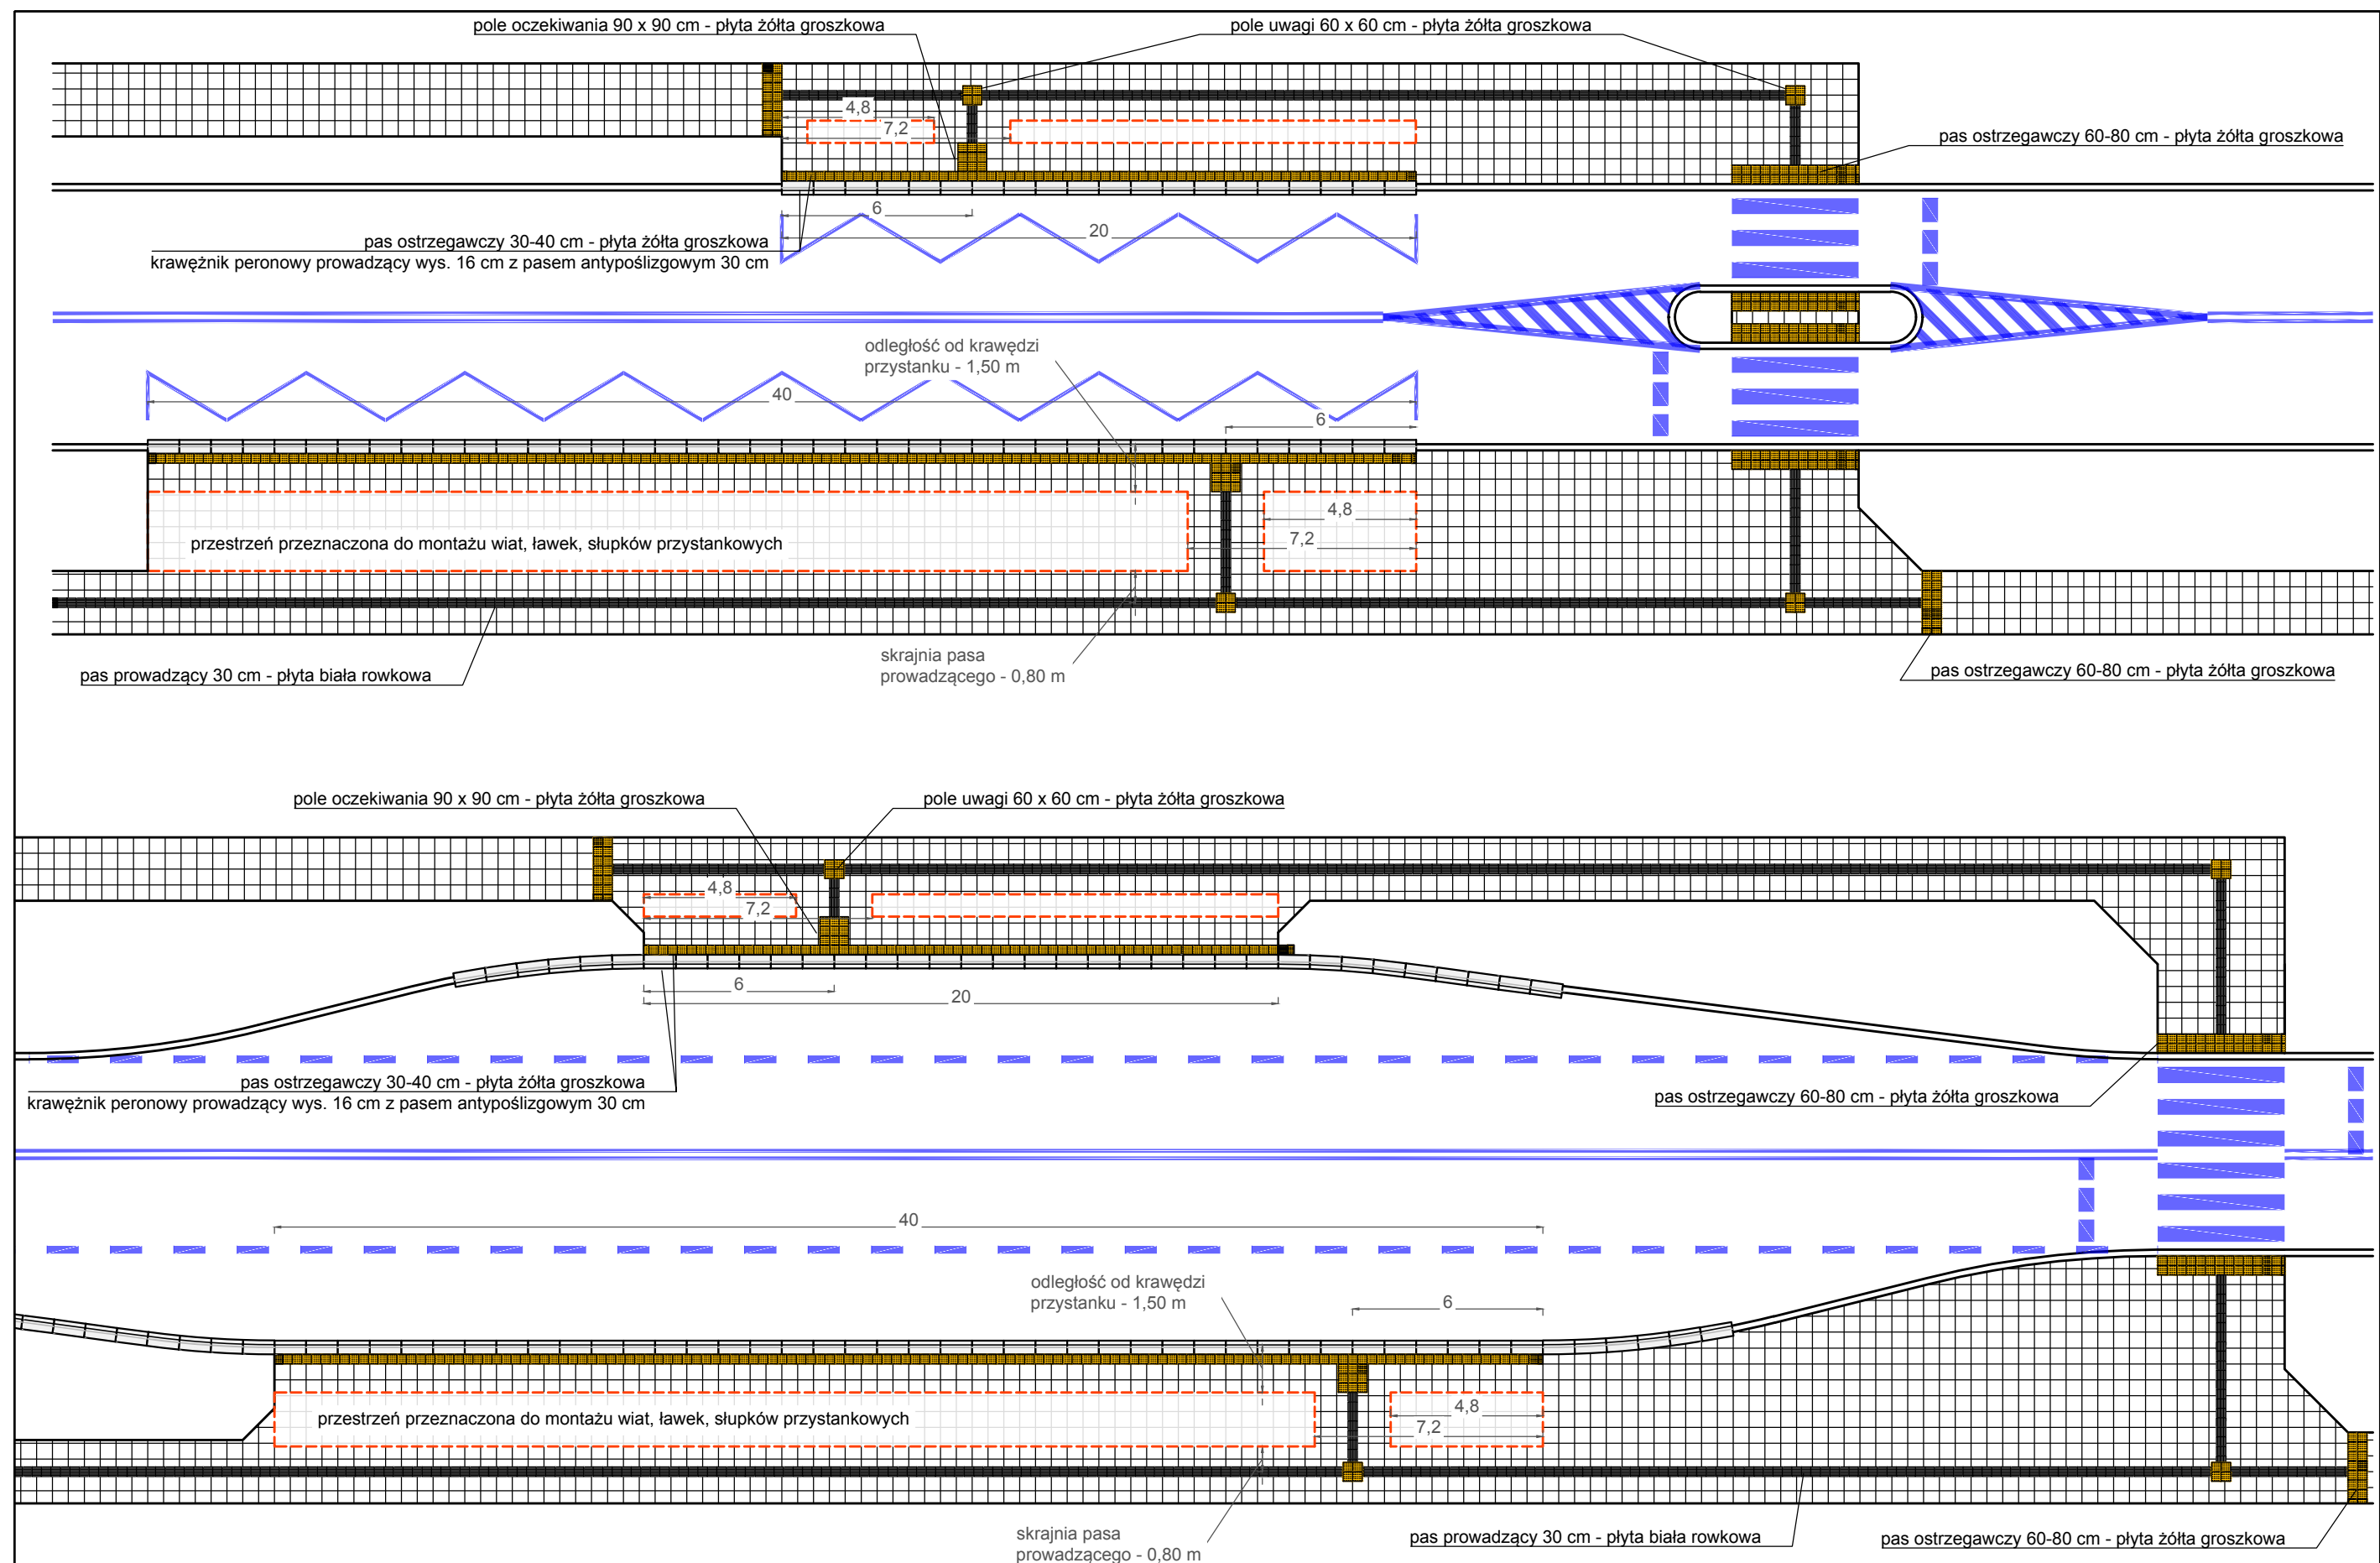 pole oczekiwania 90 x 90 cm - płyta żółta groszkowa
pole uwagi 60 x 60 cm - płyta żółta groszkowa
4,8
7,2
pas ostrzegawczy 60-80 cm - płyta żółta groszkowa
6
20
pas ostrzegawczy 30-40 cm - płyta żółta groszkowa
krawężnik peronowy prowadzący wys. 16 cm z pasem antypoślizgowym 30 cm
odległość od krawędzi
przystanku - 1,50 m
40
6
4,8
7,2
przestrzeń przeznaczona do montażu wiat, ławek, słupków przystankowych
skrajnia pasa
prowadzącego - 0,80 m
pas prowadzący 30 cm - płyta biała rowkowa
pas ostrzegawczy 60-80 cm - płyta żółta groszkowa
pole oczekiwania 90 x 90 cm - płyta żółta groszkowa
pole uwagi 60 x 60 cm - płyta żółta groszkowa
4,8
7,2
6
20
pas ostrzegawczy 30-40 cm - płyta żółta groszkowa
krawężnik peronowy prowadzący wys. 16 cm z pasem antypoślizgowym 30 cm
pas ostrzegawczy 60-80 cm - płyta żółta groszkowa
40
odległość od krawędzi
przystanku - 1,50 m
6
4,8
7,2
przestrzeń przeznaczona do montażu wiat, ławek, słupków przystankowych
skrajnia pasa
prowadzącego - 0,80 m
pas prowadzący 30 cm - płyta biała rowkowa
pas ostrzegawczy 60-80 cm - płyta żółta groszkowa